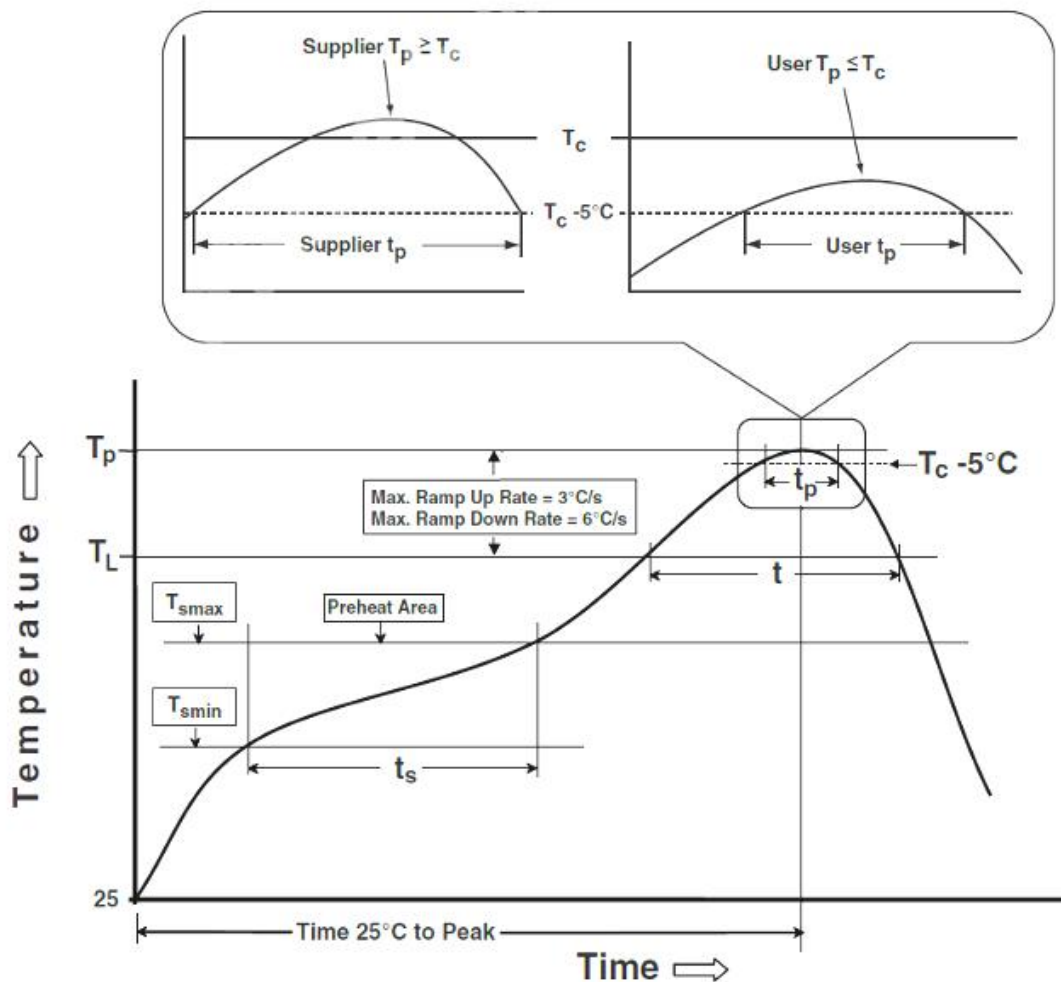 Supplier Tp ≥ Tc
User Tp ≤ Tc
Tc
Tc -5°C
Supplier tp
User tp
Tp
Tc -5°C
tp
Max. Ramp Up Rate = 3°C/s
Max. Ramp Down Rate = 6°C/s
TL
t
Tsmax
Preheat Area
Tsmin
ts
Temperature
25
Time 25°C to Peak
Time